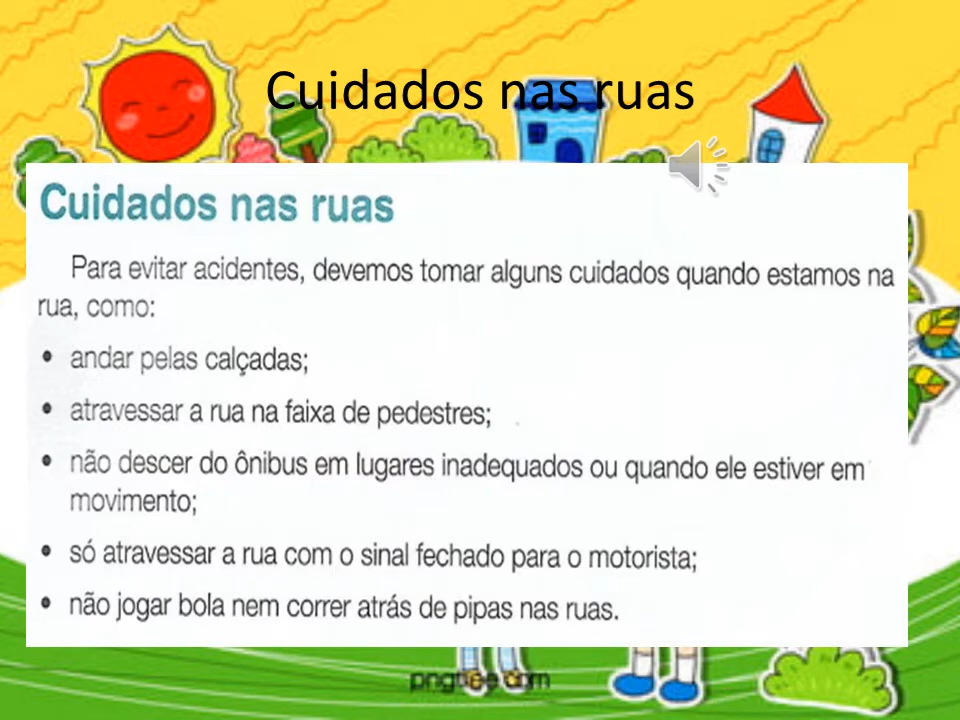 Cuidados nas ruas
Cuidados nas ruas
Para evitar acidentes, devemos tomar alguns cuidados quando estamos na
rua, como:
• andar pelas calçadas;
• atravessar a rua na faixa de pedestres;
• não descer do ônibus em lugares inadequados ou quando ele estiver em
movimento;
• só atravessar a rua com o sinal fechado para o motorista;
• não jogar bola nem correr atrás de pipas nas ruas.
pngtree.com